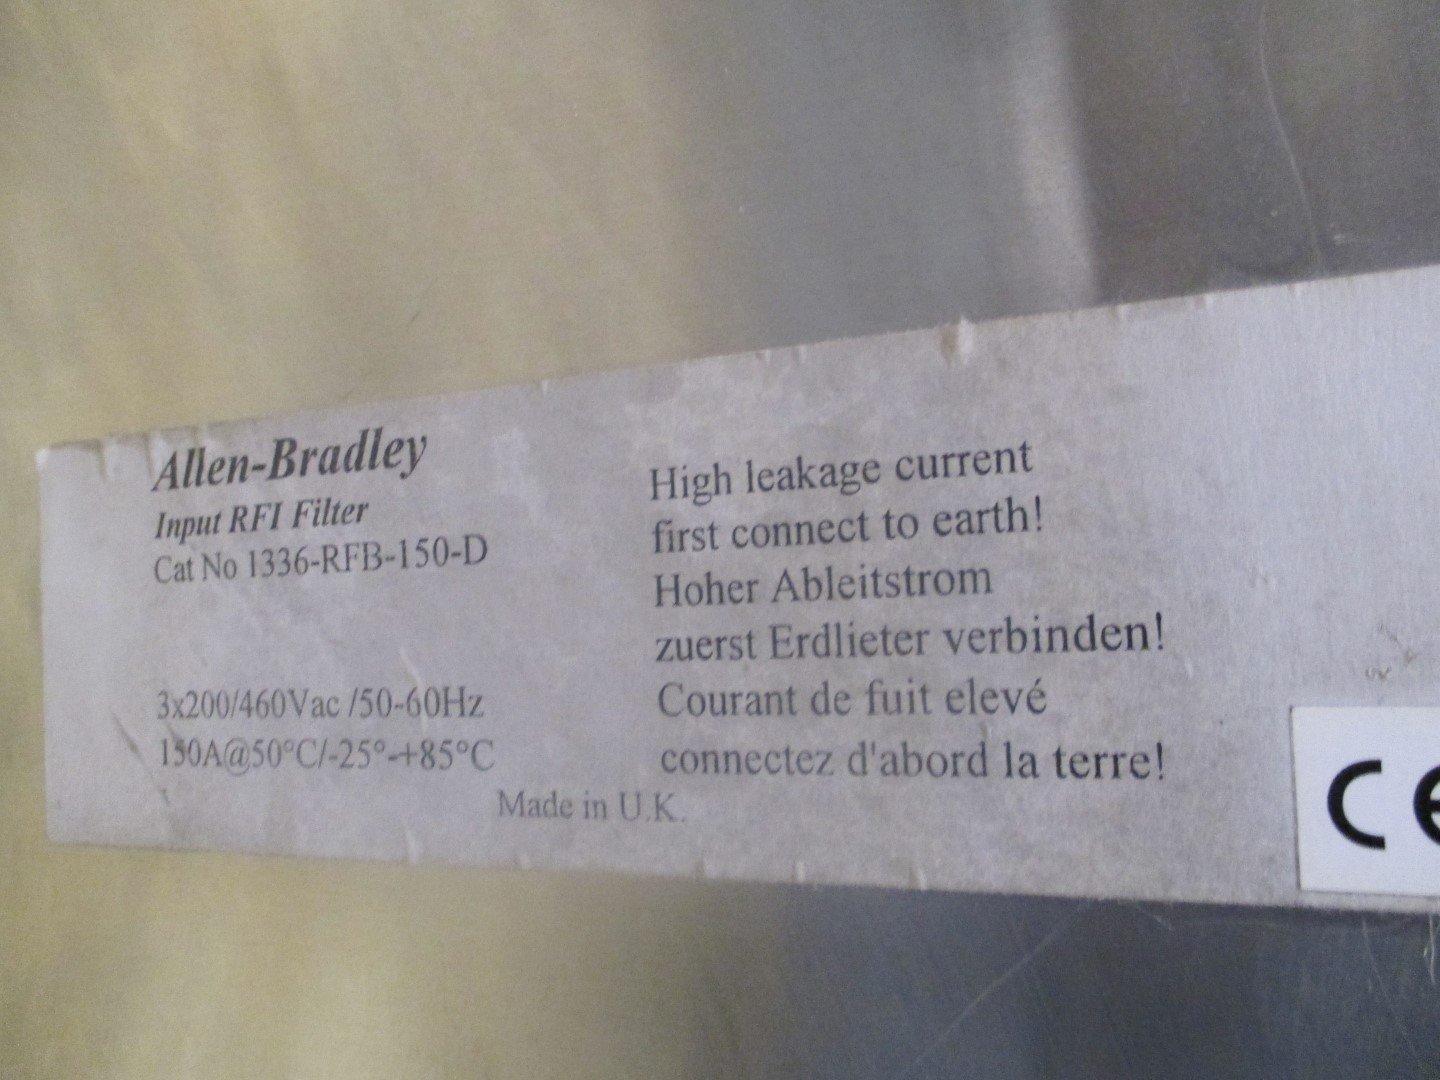 Allen-Bradley
Input RFI Filter
Cat No 1336-RFB-150-D
3x200/460Vac /50-60Hz
150A@50°C/-25°-+85°C
High leakage current
first connect to earth!
Hoher Ableitstrom
zuerst Erdlieter verbinden!
Courant de fuit elevé
connectez d'abord la terre!
Made in U.K.
CE